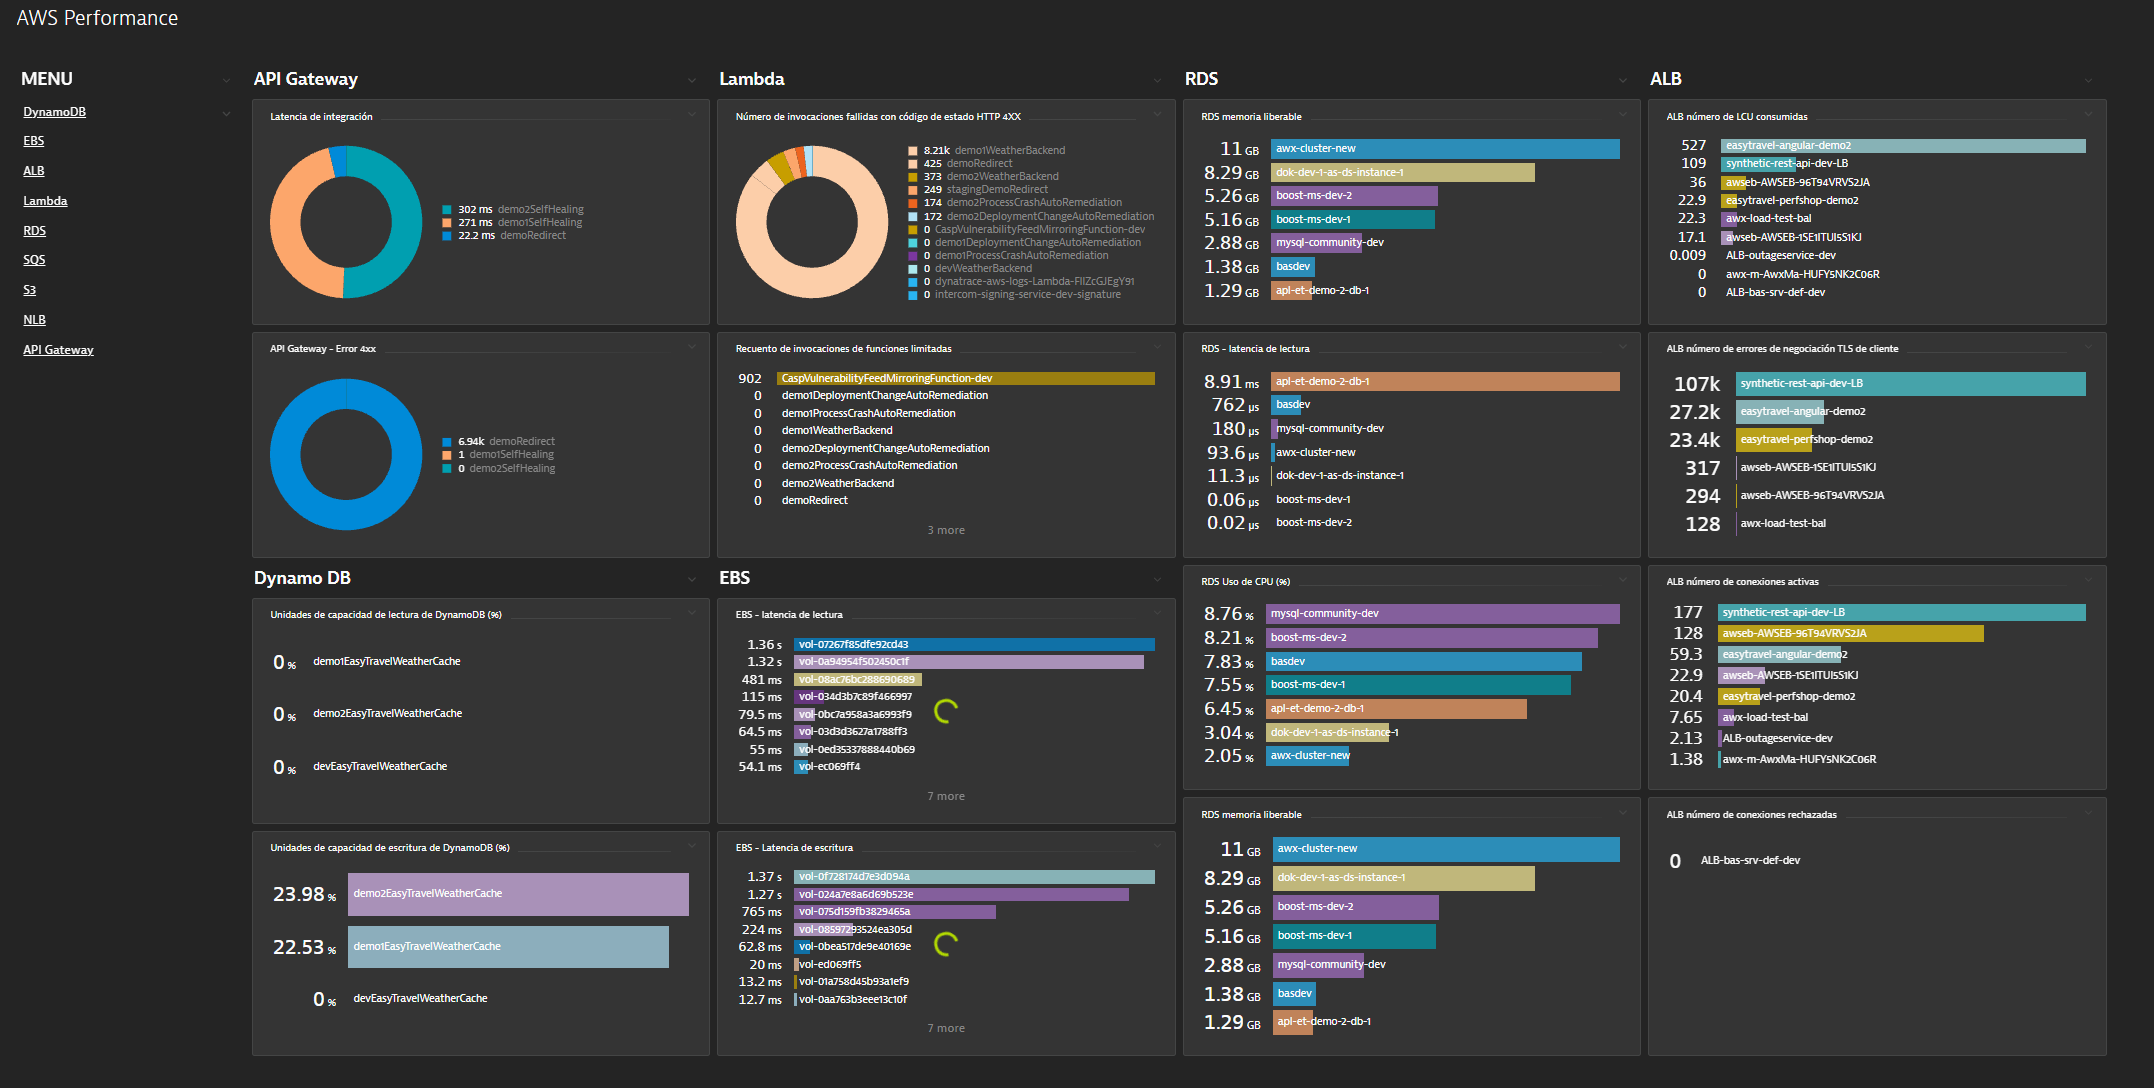 AWS Performance
MENU
DynamoDB
EBS
ALB
Lambda
RDS
SQS
S3
NLB
API Gateway
API Gateway
Latencia de integración
302 ms demo2SelfHealing
271 ms demo1SelfHealing
22.2 ms demoRedirect
API Gateway - Error 4xx
6.94k demoRedirect
1 demo1SelfHealing
0 demo2SelfHealing
Dynamo DB
Unidades de capacidad de lectura de DynamoDB (%)
0 % demo1EasyTravelWeatherCache
0 % demo2EasyTravelWeatherCache
0 % devEasyTravelWeatherCache
Unidades de capacidad de escritura de DynamoDB (%)
23.98 % demo2EasyTravelWeatherCache
22.53 % demo1EasyTravelWeatherCache
0 % devEasyTravelWeatherCache
Lambda
Número de invocaciones fallidas con código de estado HTTP 4XX
8.21k demo1WeatherBackend
425 demoRedirect
373 demo2WeatherBackend
249 stagingDemoRedirect
174 demo2ProcessCrashAutoRemediation
172 demo2DeploymentChangeAutoRemediation
0 CaspVulnerabilityFeedMirroringFunction-dev
0 demo1DeploymentChangeAutoRemediation
0 demo1ProcessCrashAutoRemediation
0 devWeatherBackend
0 dynatrace-aws-logs-Lambda-FIIZcGJEgY91
0 intercom-signing-service-dev-signature
Recuento de invocaciones de funciones limitadas
902 CaspVulnerabilityFeedMirroringFunction-dev
0 demo1DeploymentChangeAutoRemediation
0 demo1ProcessCrashAutoRemediation
0 demo1WeatherBackend
0 demo2DeploymentChangeAutoRemediation
0 demo2ProcessCrashAutoRemediation
0 demo2WeatherBackend
0 demoRedirect
3 more
EBS
EBS - latencia de lectura
1.36 s vol-07267f85dfe92cd43
1.32 s vol-0a94954f502450c1f
481 ms vol-08ac76bc288690689
115 ms vol-034d3b7c89f466997
79.5 ms vol-0bc7a958a3a6993f9
64.5 ms vol-03d3d3627a1788ff3
55 ms vol-0ed35337888440b69
54.1 ms vol-ec069ff4
7 more
EBS - Latencia de escritura
1.37 s vol-0f728174d7e3d094a
1.27 s vol-024a7e8a6d69b523e
765 ms vol-075d159fb3829465a
224 ms vol-08597293524ea305d
62.8 ms vol-0bea517de9e40169e
20 ms vol-ed069ff5
13.2 ms vol-01a758d45b93a1ef9
12.7 ms vol-0aa763b3eee13c10f
7 more
RDS
RDS memoria liberable
11 GB awx-cluster-new
8.29 GB dok-dev-1-as-ds-instance-1
5.26 GB boost-ms-dev-2
5.16 GB boost-ms-dev-1
2.88 GB mysql-community-dev
1.38 GB basdev
1.29 GB apl-et-demo-2-db-1
RDS - latencia de lectura
8.91 ms apl-et-demo-2-db-1
762 µs basdev
180 µs mysql-community-dev
93.6 µs awx-cluster-new
11.3 µs dok-dev-1-as-ds-instance-1
0.06 µs boost-ms-dev-1
0.02 µs boost-ms-dev-2
RDS Uso de CPU (%)
8.76 % mysql-community-dev
8.21 % boost-ms-dev-2
7.83 % basdev
7.55 % boost-ms-dev-1
6.45 % apl-et-demo-2-db-1
3.04 % dok-dev-1-as-ds-instance-1
2.05 % awx-cluster-new
RDS memoria liberable
11 GB awx-cluster-new
8.29 GB dok-dev-1-as-ds-instance-1
5.26 GB boost-ms-dev-2
5.16 GB boost-ms-dev-1
2.88 GB mysql-community-dev
1.38 GB basdev
1.29 GB apl-et-demo-2-db-1
ALB
ALB número de LCU consumidas
527 easytravel-angular-demo2
109 synthetic-rest-api-dev-LB
36 awseb-AWSEB-96T94VRVS2JA
22.9 easytravel-perfshop-demo2
22.3 awx-load-test-bal
17.1 awseb-AWSEB-1SE1ITUI5S1KJ
0.009 ALB-outageservice-dev
0 awx-m-AwxMa-HUFY5NK2C06R
0 ALB-bas-srv-def-dev
ALB número de errores de negociación TLS de cliente
107k synthetic-rest-api-dev-LB
27.2k easytravel-angular-demo2
23.4k easytravel-perfshop-demo2
317 awseb-AWSEB-1SE1ITUI5S1KJ
294 awseb-AWSEB-96T94VRVS2JA
128 awx-load-test-bal
ALB número de conexiones activas
177 synthetic-rest-api-dev-LB
128 awseb-AWSEB-96T94VRVS2JA
59.3 easytravel-angular-demo2
22.9 awseb-AWSEB-1SE1ITUI5S1KJ
20.4 easytravel-perfshop-demo2
7.65 awx-load-test-bal
2.13 ALB-outageservice-dev
1.38 awx-m-AwxMa-HUFY5NK2C06R
ALB número de conexiones rechazadas
0 ALB-bas-srv-def-dev